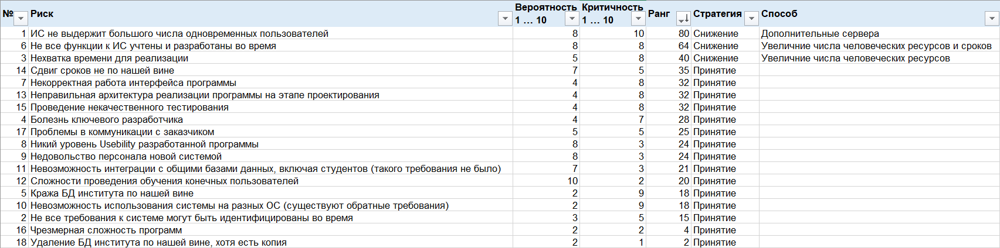 № Риск Вероятность 1 … 10 Критичность 1 … 10 Ранг Стратегия Способ
1 ИС не выдержит большого числа одновременных пользователей 8 10 80 Снижение Дополнительные сервера
6 Не все функции к ИС учтены и разработаны во время 8 8 64 Снижение Увеличние числа человеческих ресурсов и сроков
3 Нехватка времени для реализации 5 8 40 Снижение Увеличние числа человеческих ресурсов
14 Сдвиг сроков не по нашей вине 7 5 35 Принятие
7 Некорректная работа интерфейса программы 4 8 32 Принятие
13 Неправильная архитектура реализации программы на этапе проектирования 4 8 32 Принятие
15 Проведение некачественного тестирования 4 8 32 Принятие
4 Болезнь ключевого разработчика 4 7 28 Принятие
17 Проблемы в коммуникации с заказчиком 5 5 25 Принятие
8 Никий уровень Usebility разработанной программы 8 3 24 Принятие
9 Недовольство персонала новой системой 8 3 24 Принятие
11 Невозможность интеграции с общими базами данных, включая студентов (такого требования не было) 7 3 21 Принятие
12 Сложности проведения обучения конечных пользователей 10 2 20 Принятие
5 Кража БД института по нашей вине 2 9 18 Принятие
10 Невозможность использования системы на разных ОС (существуют обратные требования) 2 9 18 Принятие
2 Не все требования к системе могут быть идентифицированы во время 3 5 15 Принятие
16 Чрезмерная сложность программ 2 2 4 Принятие
18 Удаление БД института по нашей вине, хотя есть копия 2 1 2 Принятие